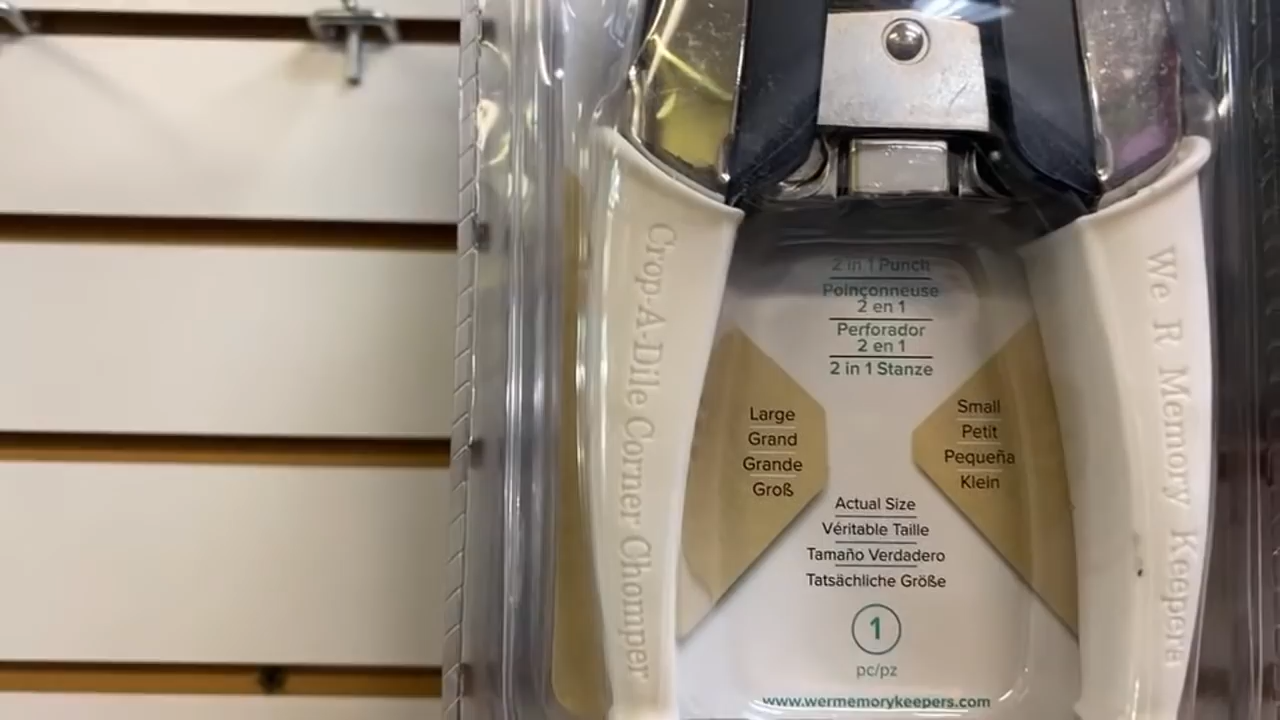 Crop-A-Dile Corner Chomper
We R Memory Keepers
2 in 1 Punch
Poinçonneuse
2 en 1
Perforador
2 en 1
2 in 1 Stanze
Large
Grand
Grande
Groß
Small
Petit
Pequeña
Klein
Actual Size
Véritable Taille
Tamaño Verdadero
Tatsächliche Größe
1
pc/pz
www.wermemorykeepers.com